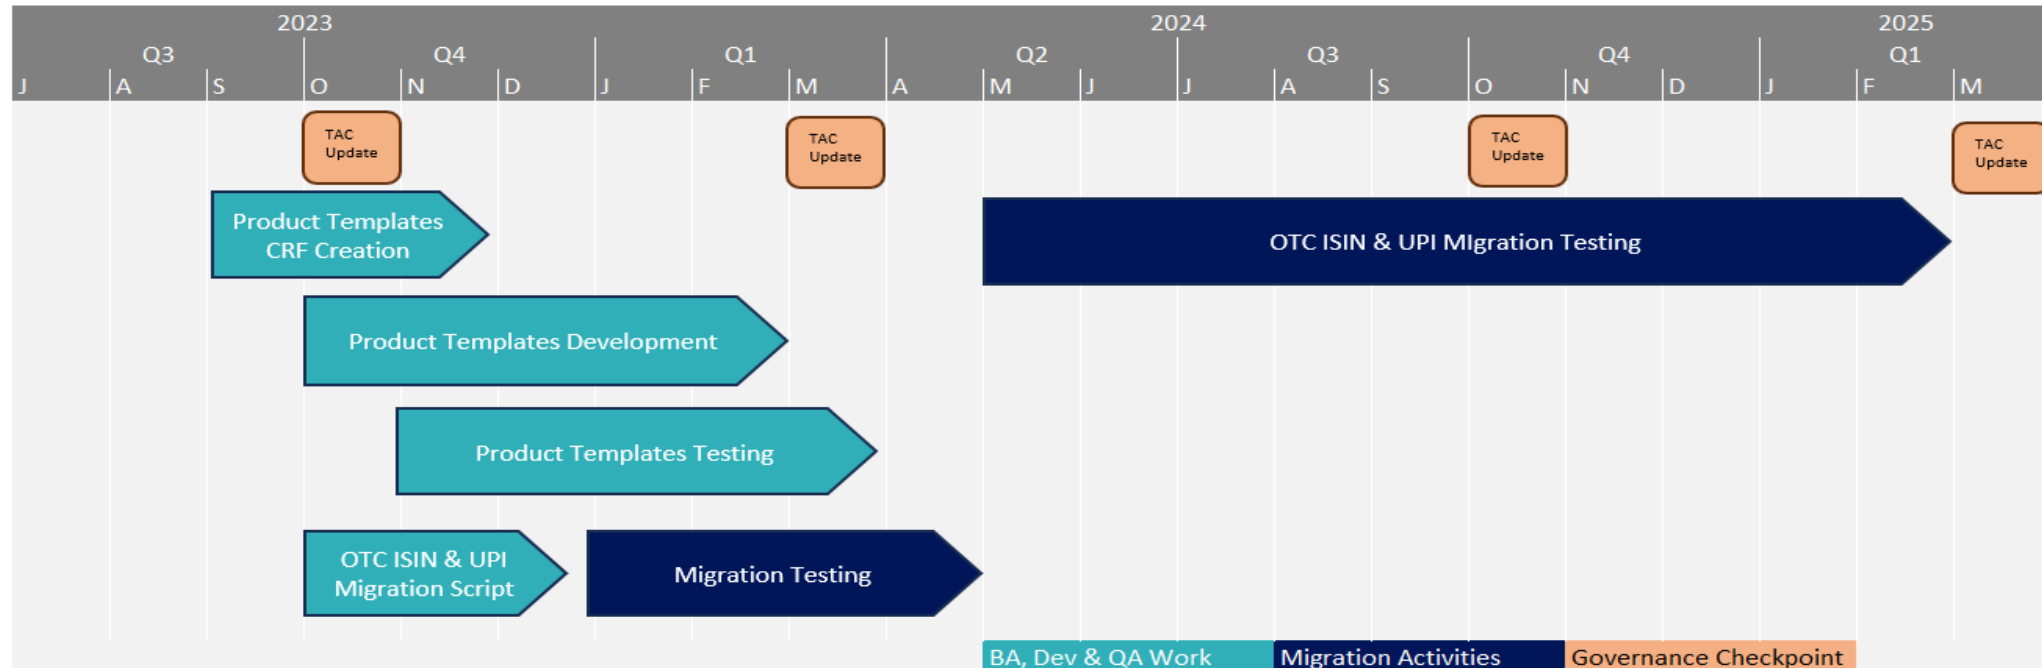 2023 2024 2025
Q3 Q4 Q1 Q2 Q3 Q4 Q1
J A S O N D J F M A M J J A S O N D J F M
TAC
Update
TAC
Update
TAC
Update
TAC
Update
Product Templates
CRF Creation
OTC ISIN & UPI MIgration Testing
Product Templates Development
Product Templates Testing
OTC ISIN & UPI
Migration Script
Migration Testing
BA, Dev & QA Work
Migration Activities
Governance Checkpoint